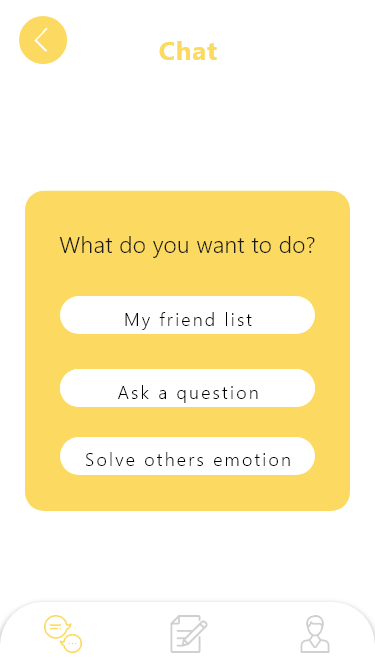 Chat
What do you want to do?
My friend list
Ask a question
Solve others emotion